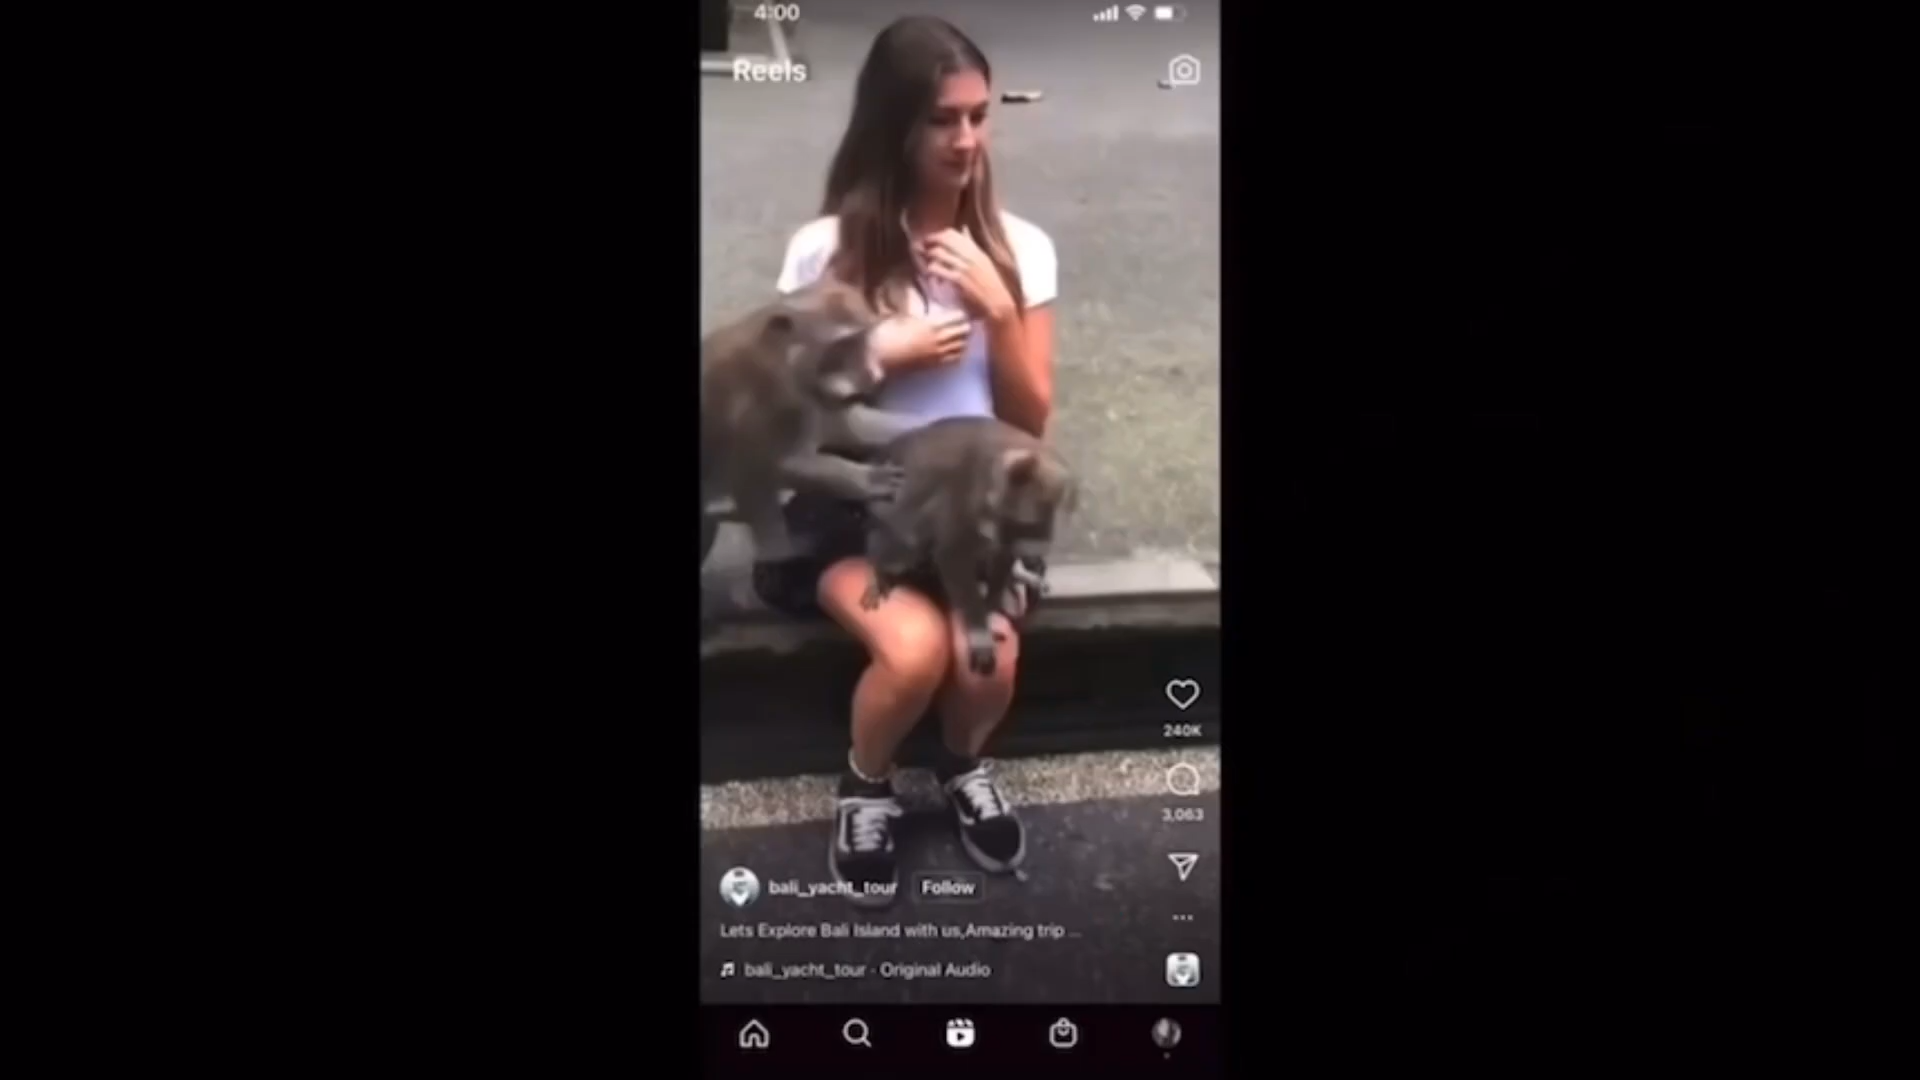 4:00
Reels
240K
3,063
bali_yacht_tour Follow
Lets Explore Bali Island with us,Amazing trip ...
bali_yacht_tour · Original Audio